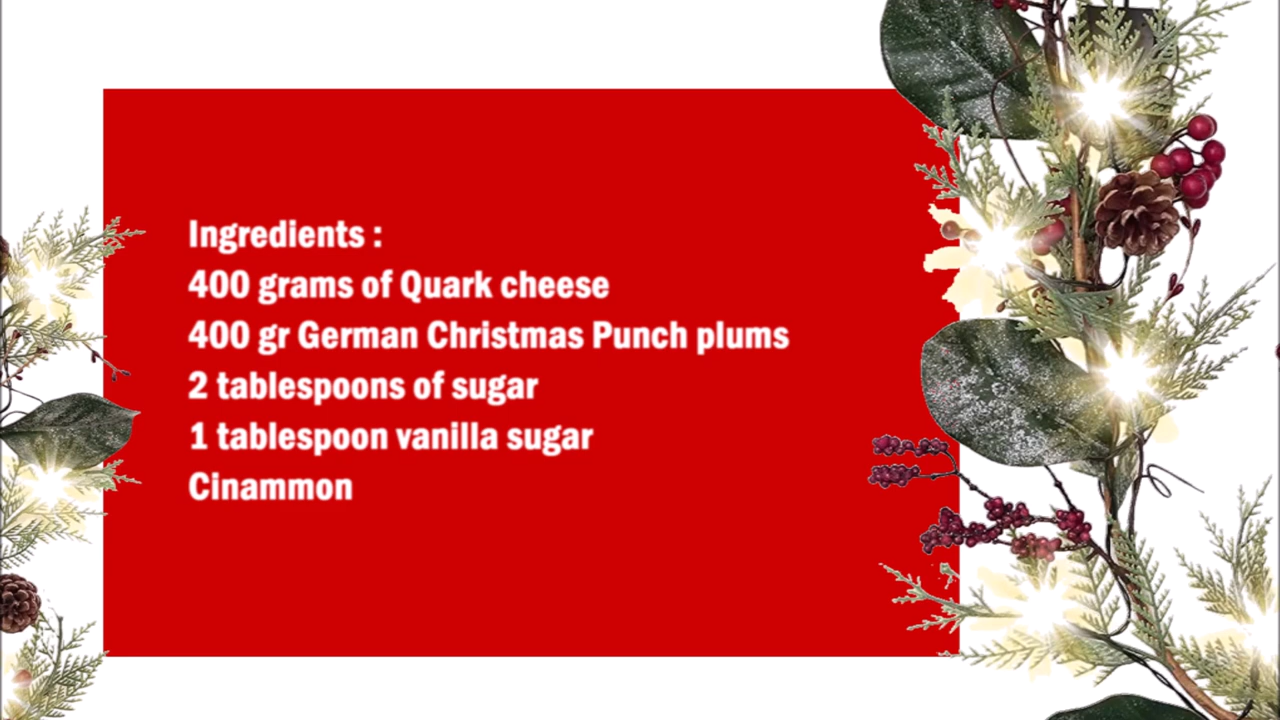 Ingredients :
400 grams of Quark cheese
400 gr German Christmas Punch plums
2 tablespoons of sugar
1 tablespoon vanilla sugar
Cinammon